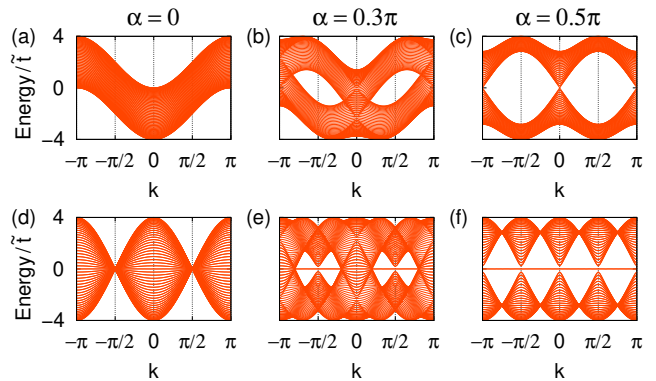 α = 0 α = 0.3π α = 0.5π
(a) (b) (c)
Energy/t̃
4
0
−4
−π −π/2 0 π/2 π −π −π/2 0 π/2 π −π −π/2 0 π/2 π
k k k
(d) (e) (f)
Energy/t̃
4
0
−4
−π −π/2 0 π/2 π −π −π/2 0 π/2 π −π −π/2 0 π/2 π
k k k